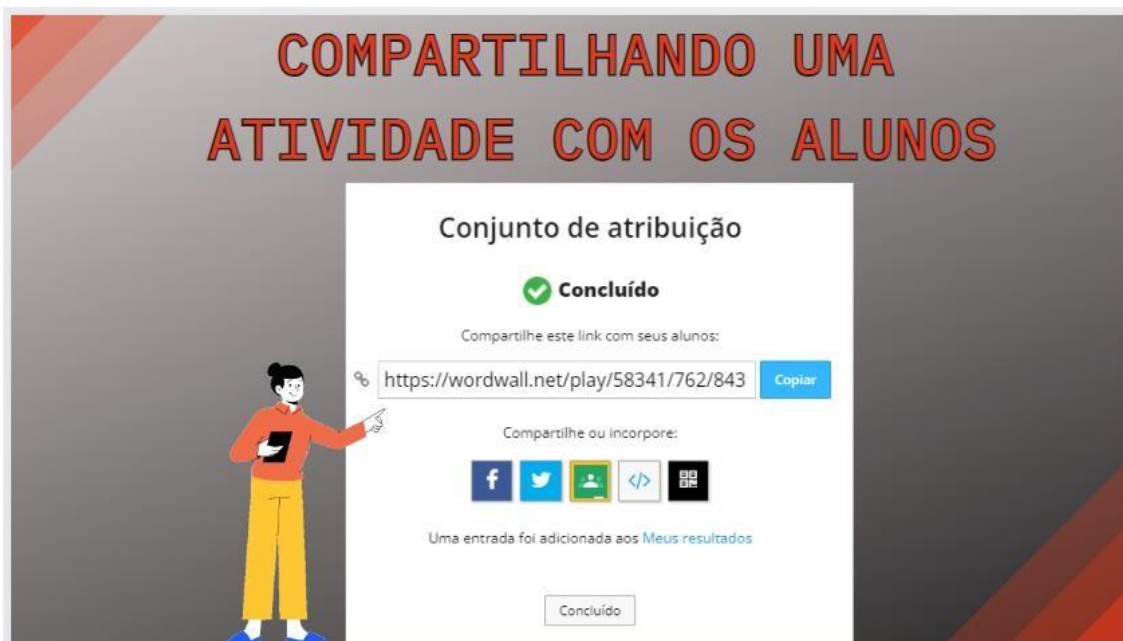 COMPARTILHANDO UMA
ATIVIDADE COM OS ALUNOS
Conjunto de atribuição
Concluído
Compartilhe este link com seus alunos:
https://wordwall.net/play/58341/762/843
Copiar
Compartilhe ou incorpore:
Uma entrada foi adicionada aos Meus resultados
Concluído